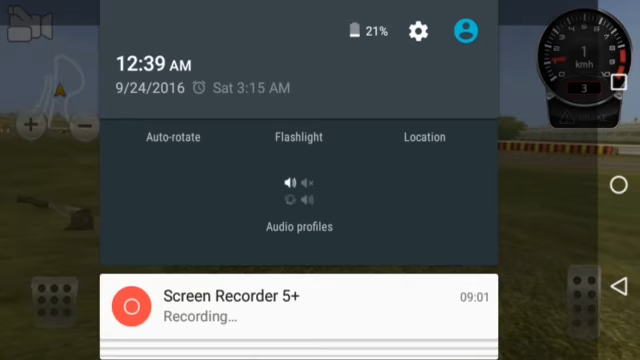 21%
12:39 AM
9/24/2016 Sat 3:15 AM
Auto-rotate Flashlight Location
Audio profiles
Screen Recorder 5+ 09:01
Recording...
1
kmh
3